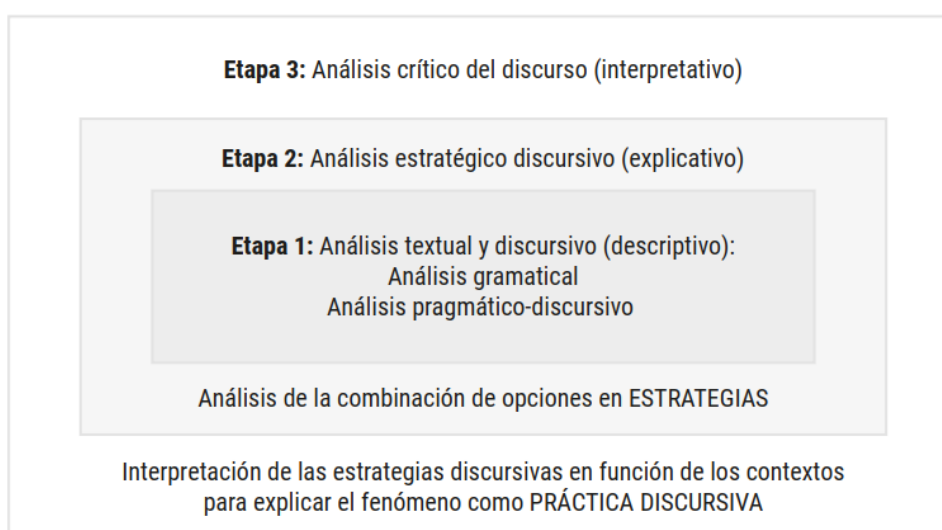 Etapa 3: Análisis crítico del discurso (interpretativo)
Etapa 2: Análisis estratégico discursivo (explicativo)
Etapa 1: Análisis textual y discursivo (descriptivo):
Análisis gramatical
Análisis pragmático-discursivo
Análisis de la combinación de opciones en ESTRATEGIAS
Interpretación de las estrategias discursivas en función de los contextos
para explicar el fenómeno como PRÁCTICA DISCURSIVA